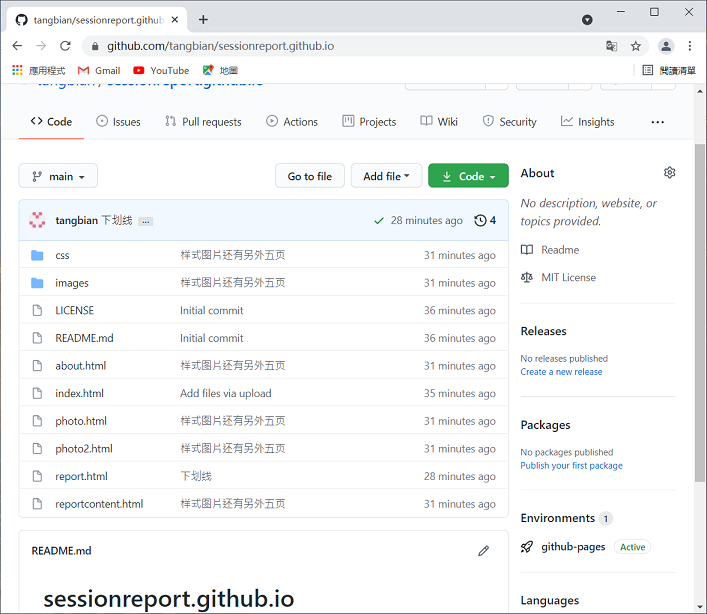 tangbian/sessionreport.github
github.com/tangbian/sessionreport.github.io
應用程式 Gmail YouTube 地圖 閱讀清單
tangbian/sessionreport.github.io
Code Issues Pull requests Actions Projects Wiki Security Insights ...
main Go to file Add file Code
tangbian 下划线 ... 28 minutes ago 4
css 样式图片还有另外五页 31 minutes ago
images 样式图片还有另外五页 31 minutes ago
LICENSE Initial commit 36 minutes ago
README.md Initial commit 36 minutes ago
about.html 样式图片还有另外五页 31 minutes ago
index.html Add files via upload 35 minutes ago
photo.html 样式图片还有另外五页 31 minutes ago
photo2.html 样式图片还有另外五页 31 minutes ago
report.html 下划线 28 minutes ago
reportcontent.html 样式图片还有另外五页 31 minutes ago
README.md
sessionreport.github.io
About
No description, website, or
topics provided.
Readme
MIT License
Releases
No releases published
Create a new release
Packages
No packages published
Publish your first package
Environments 1
github-pages Active
Languages